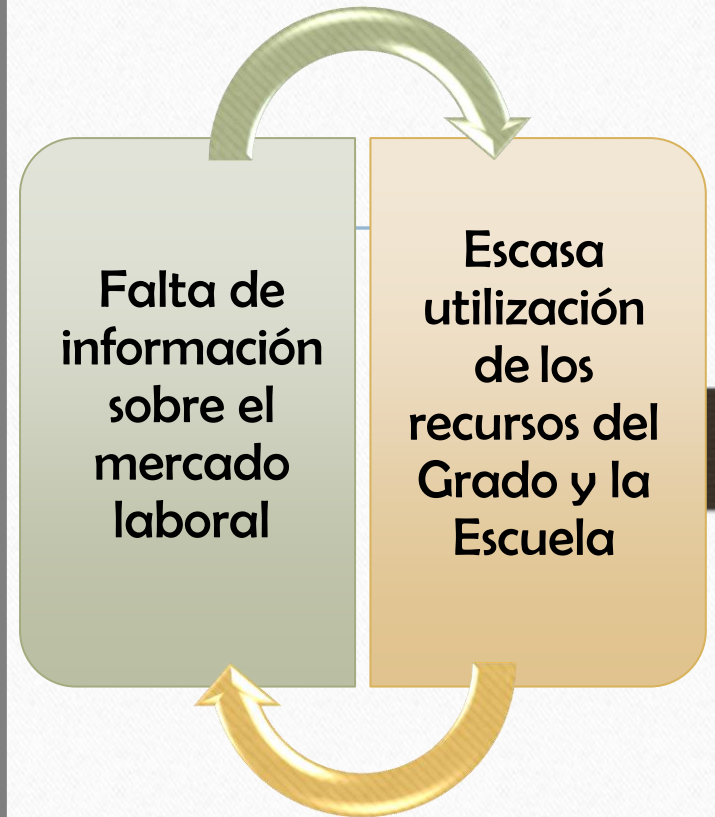 Falta de
información
sobre el
mercado
laboral
Escasa
utilización
de los
recursos del
Grado y la
Escuela